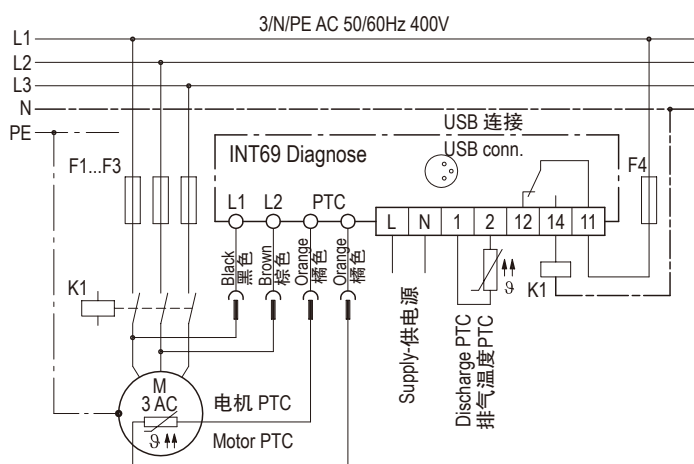 3/N/PE AC 50/60Hz 400V
L1
L2
L3
N
PE
USB 连接
USB conn.
INT69 Diagnose
F1...F3
F4
L1 L2 PTC
L N 1 2 12 14 11
Black
黑色
Brown
棕色
Orange
橘色
Orange
橘色
K1
K1
ϑ
Supply-供电源
Discharge PTC
排气温度PTC
M
3 AC
ϑ
电机 PTC
Motor PTC